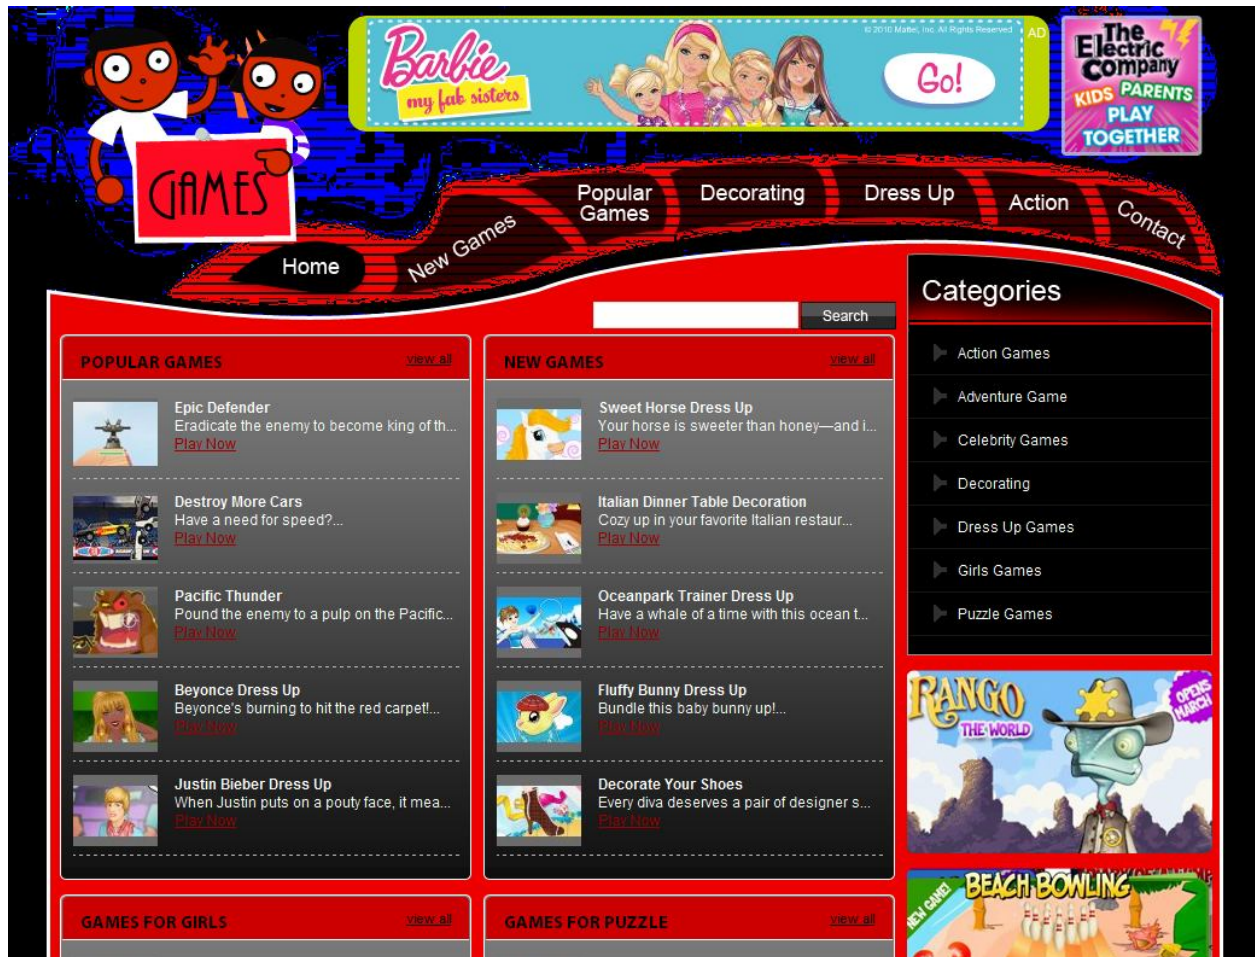 Barbie
my fab sisters
© 2010 Mattel, Inc. All Rights Reserved
Go!
AD
The
Electric
Company
KIDS PARENTS
PLAY
TOGETHER
GAMES
Home
New Games
Popular
Games
Decorating
Dress Up
Action
Contact
Search
Categories
Action Games
Adventure Game
Celebrity Games
Decorating
Dress Up Games
Girls Games
Puzzle Games
POPULAR GAMES
view all
Epic Defender
Eradicate the enemy to become king of th...
Play Now
Destroy More Cars
Have a need for speed?...
Play Now
Pacific Thunder
Pound the enemy to a pulp on the Pacific...
Play Now
Beyonce Dress Up
Beyonce's burning to hit the red carpet!...
Play Now
Justin Bieber Dress Up
When Justin puts on a pouty face, it mea...
Play Now
NEW GAMES
view all
Sweet Horse Dress Up
Your horse is sweeter than honey—and i...
Play Now
Italian Dinner Table Decoration
Cozy up in your favorite Italian restaur...
Play Now
Oceanpark Trainer Dress Up
Have a whale of a time with this ocean t...
Play Now
Fluffy Bunny Dress Up
Bundle this baby bunny up!...
Play Now
Decorate Your Shoes
Every diva deserves a pair of designer s...
Play Now
RANGO
THE WORLD
OPENS
MARCH
NEW GAME!
BEACH BOWLING
GAMES FOR GIRLS
view all
GAMES FOR PUZZLE
view all